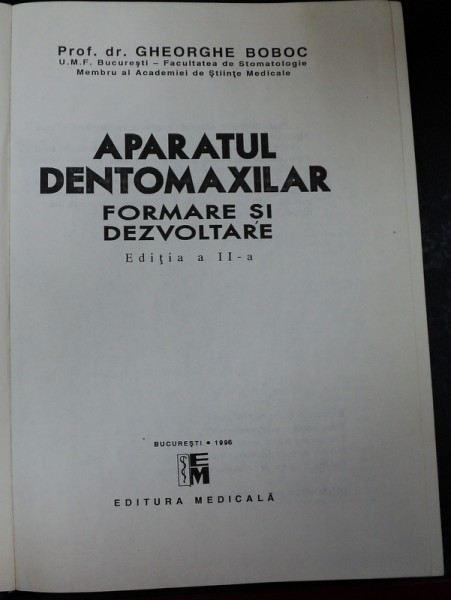 Prof. dr. GHEORGHE BOBOC
U.M.F. Bucureşti – Facultatea de Stomatologie
Membru al Academiei de Ştiinţe Medicale
APARATUL
DENTOMAXILAR
FORMARE ŞI
DEZVOLTARE
Ediţia a II-a
BUCUREŞTI • 1996
EM
EDITURA MEDICALĂ